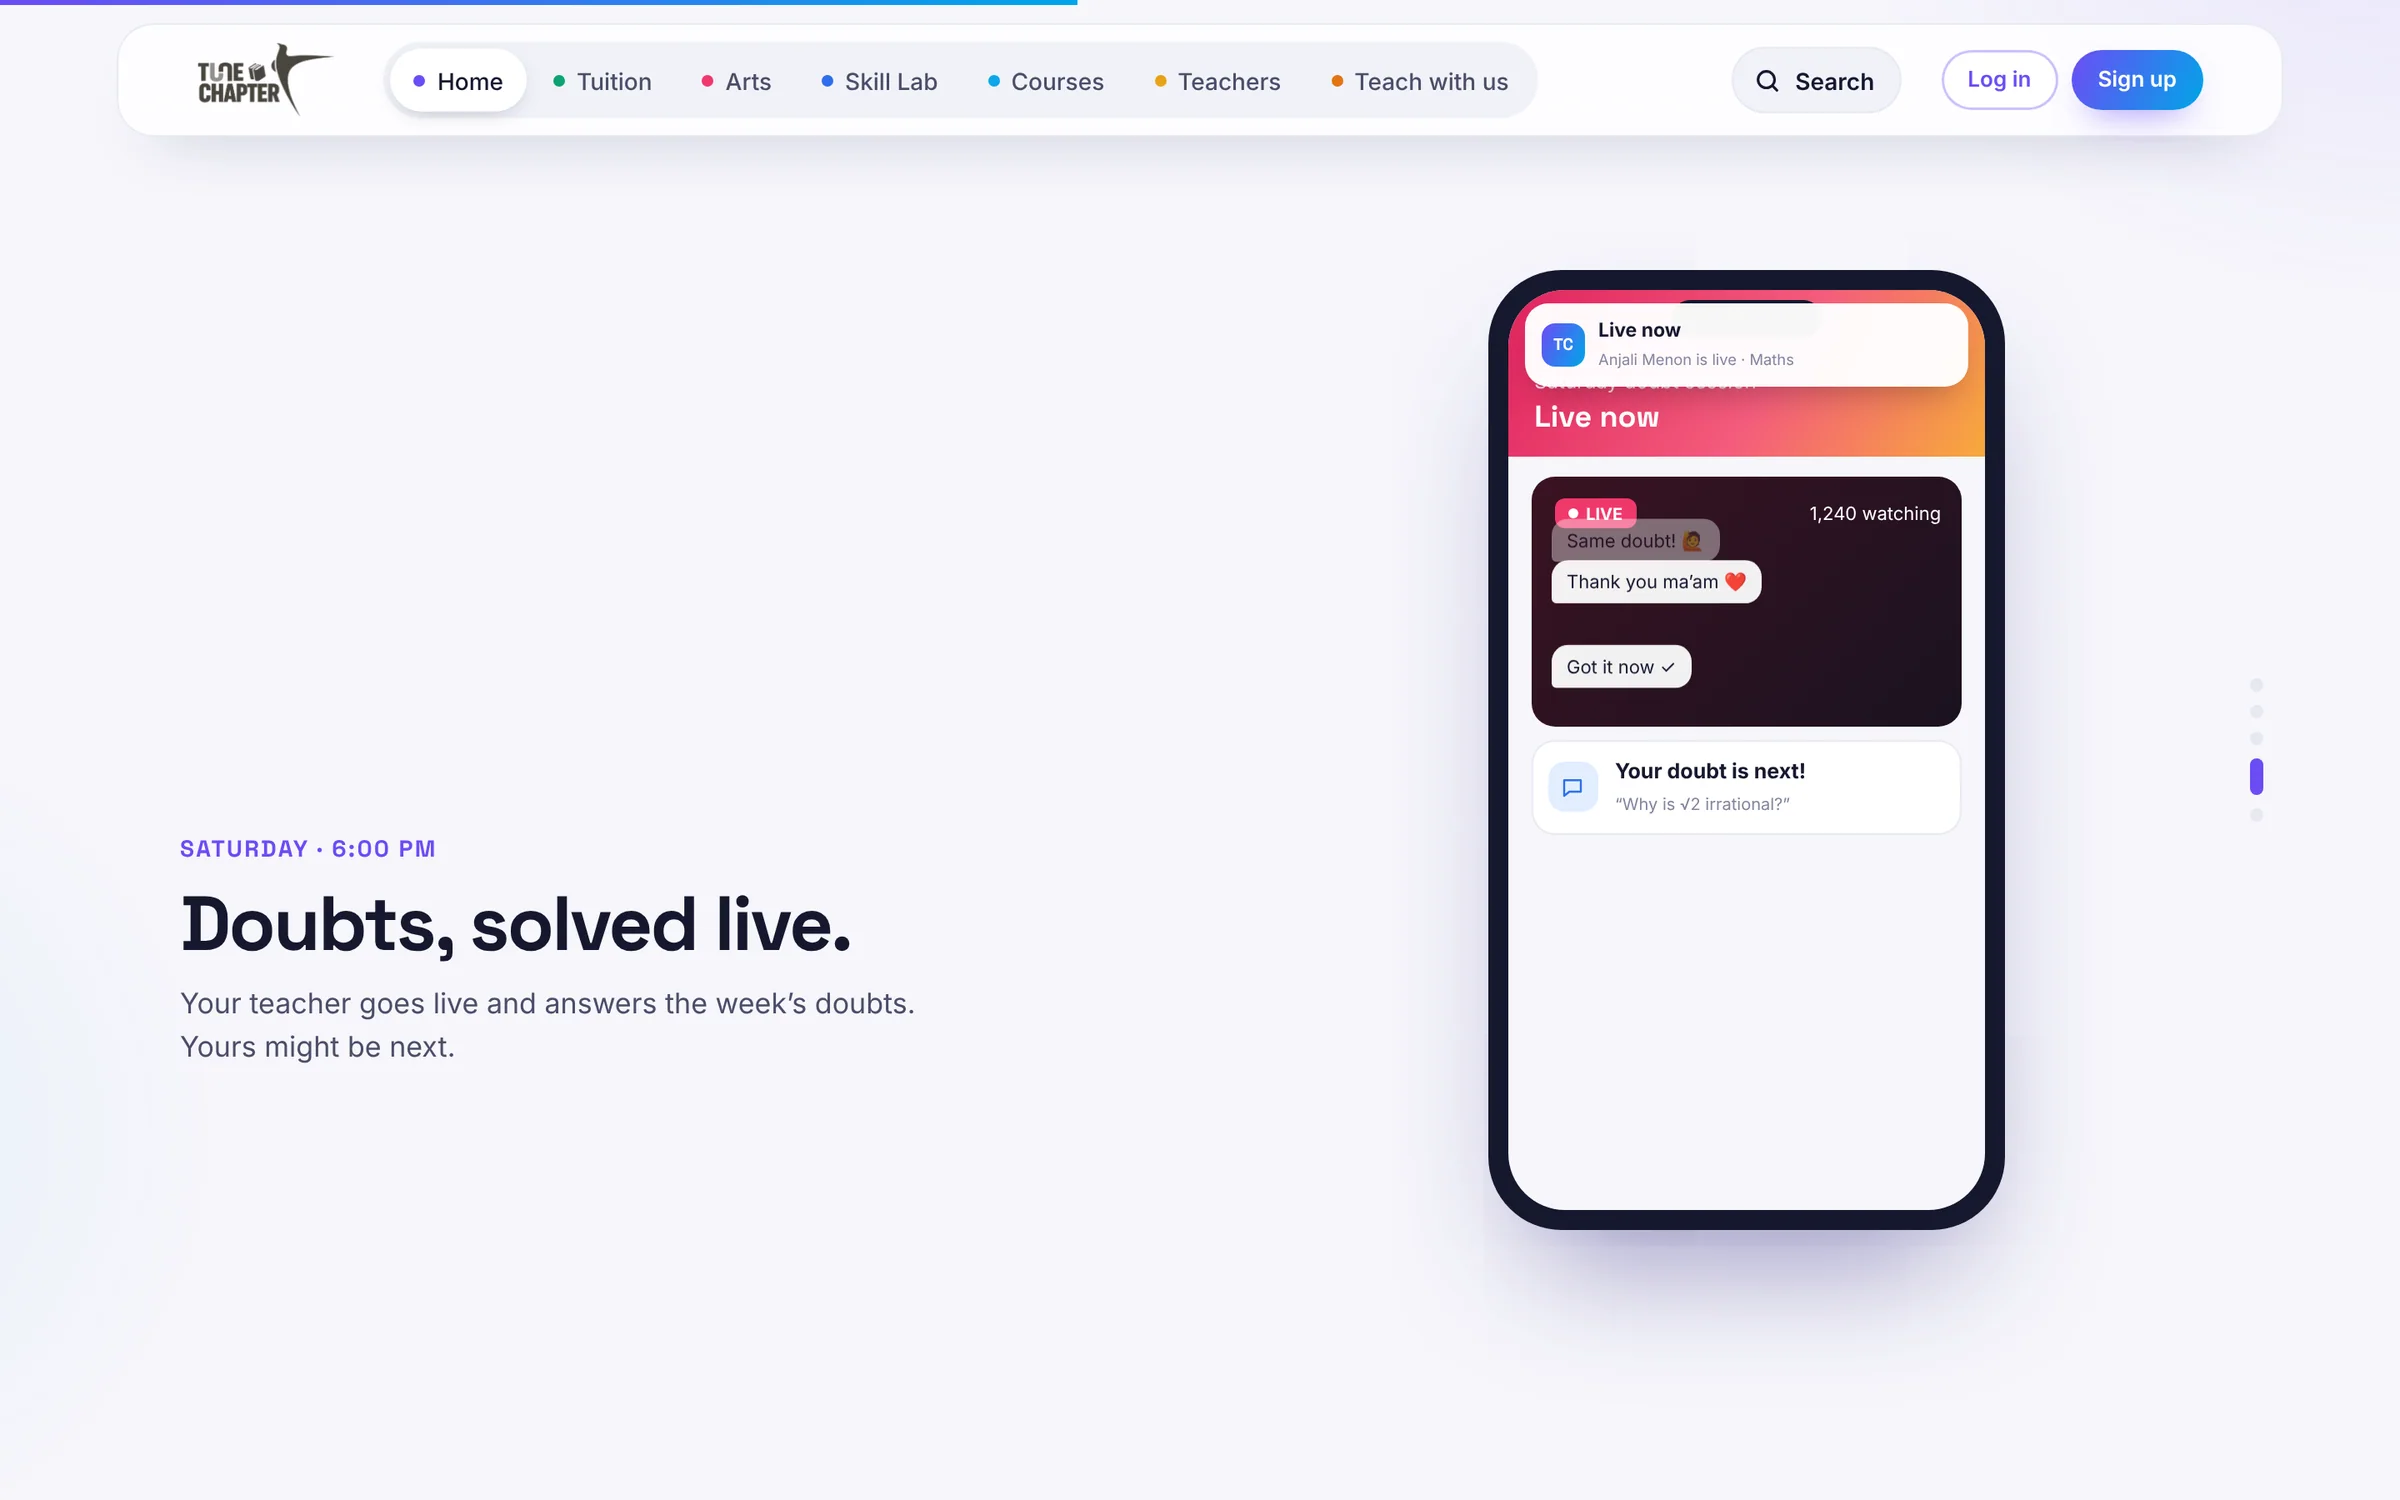 TUNE
CHAPTER
Home
Tuition
Arts
Skill Lab
Courses
Teachers
Teach with us
Search
Log in
Sign up
SATURDAY · 6:00 PM
Doubts, solved live.
Your teacher goes live and answers the week’s doubts.
Yours might be next.
TC
Live now
Anjali Menon is live · Maths
Live now
LIVE
1,240 watching
Same doubt! 🙋
Thank you ma’am ❤️
Got it now ✓
Your doubt is next!
“Why is √2 irrational?”